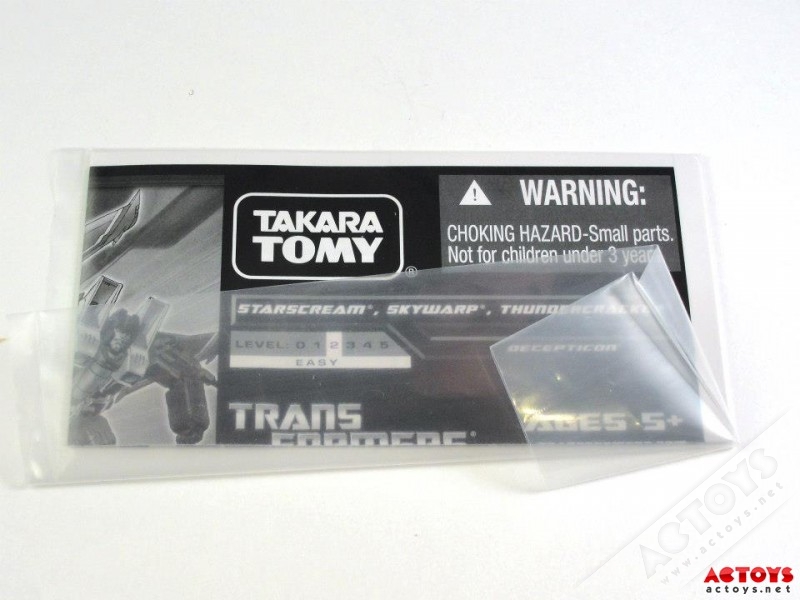 TAKARA
TOMY
®
WARNING:
CHOKING HAZARD-Small parts.
Not for children under 3 years
STARSCREAM®, SKYWARP®, THUNDERCRACKER
LEVEL: 0 1 2 3 4 5
EASY
DECEPTICON
TRANS
FORMERS®
AGES 5+
ACTOYS
www.actoys.net
ACTOYS
actoys.net